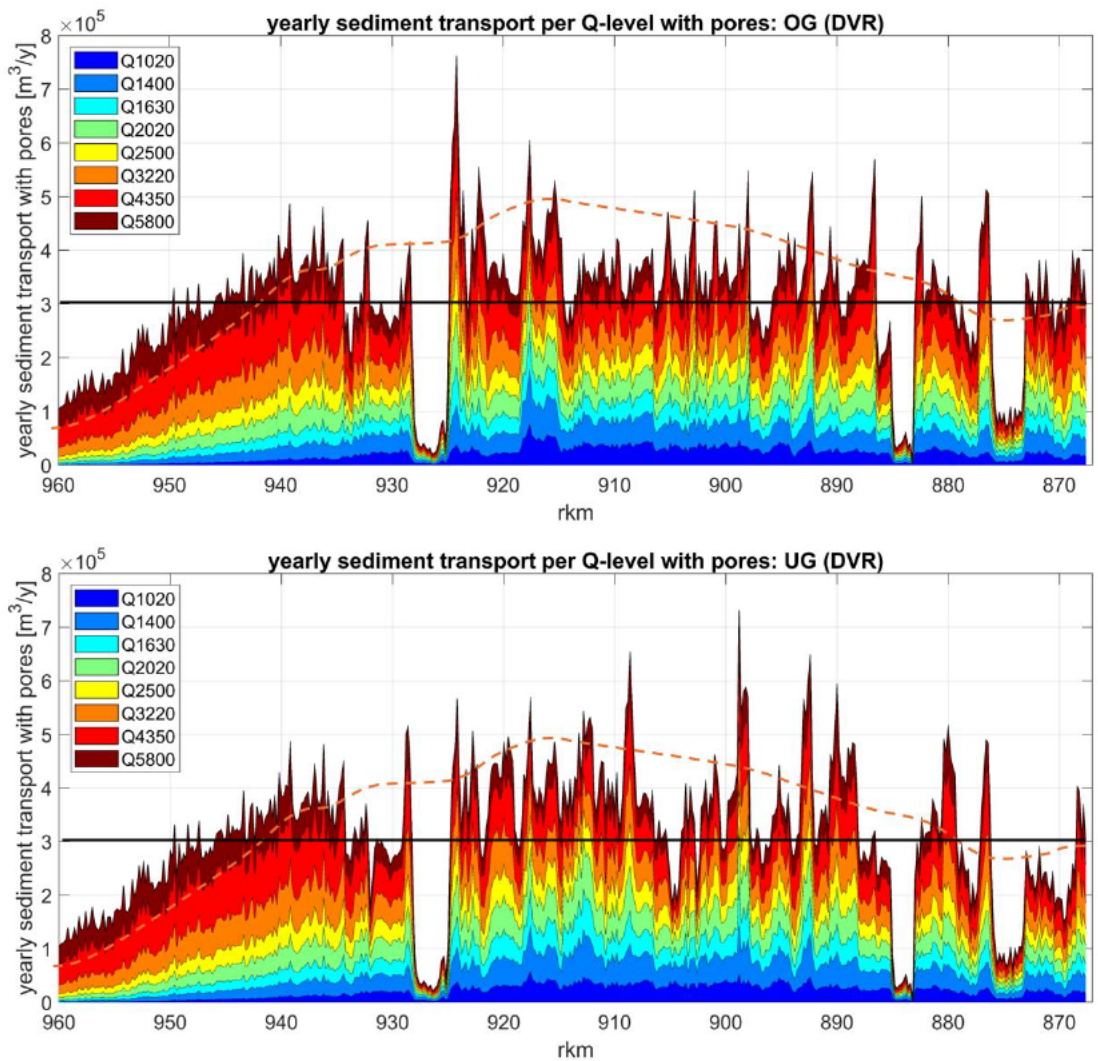 yearly sediment transport per Q-level with pores: OG (DVR)
×10^5
yearly sediment transport with pores [m^3/y]
8
7
6
5
4
3
2
1
0
Q1020
Q1400
Q1630
Q2020
Q2500
Q3220
Q4350
Q5800
960 950 940 930 920 910 900 890 880 870
rkm
yearly sediment transport per Q-level with pores: UG (DVR)
×10^5
yearly sediment transport with pores [m^3/y]
8
7
6
5
4
3
2
1
0
Q1020
Q1400
Q1630
Q2020
Q2500
Q3220
Q4350
Q5800
960 950 940 930 920 910 900 890 880 870
rkm